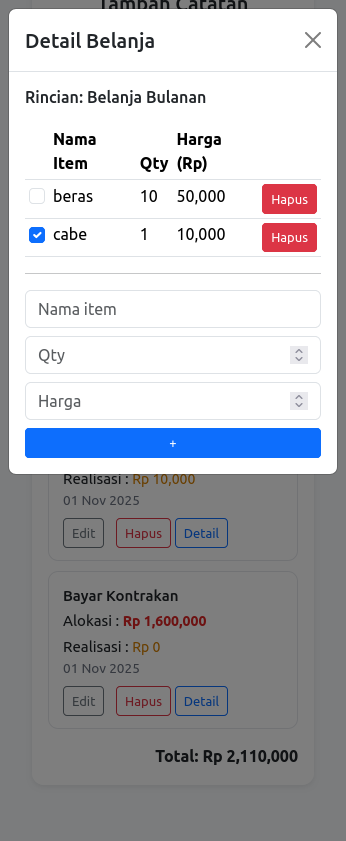 Tambah Catatan
Detail Belanja
Rincian: Belanja Bulanan
Nama Item Qty Harga (Rp)
beras 10 50,000 Hapus
cabe 1 10,000 Hapus
Nama item
Qty
Harga
+
Realisasi : Rp 10,000
01 Nov 2025
Edit Hapus Detail
Bayar Kontrakan
Alokasi : Rp 1,600,000
Realisasi : Rp 0
01 Nov 2025
Edit Hapus Detail
Total: Rp 2,110,000